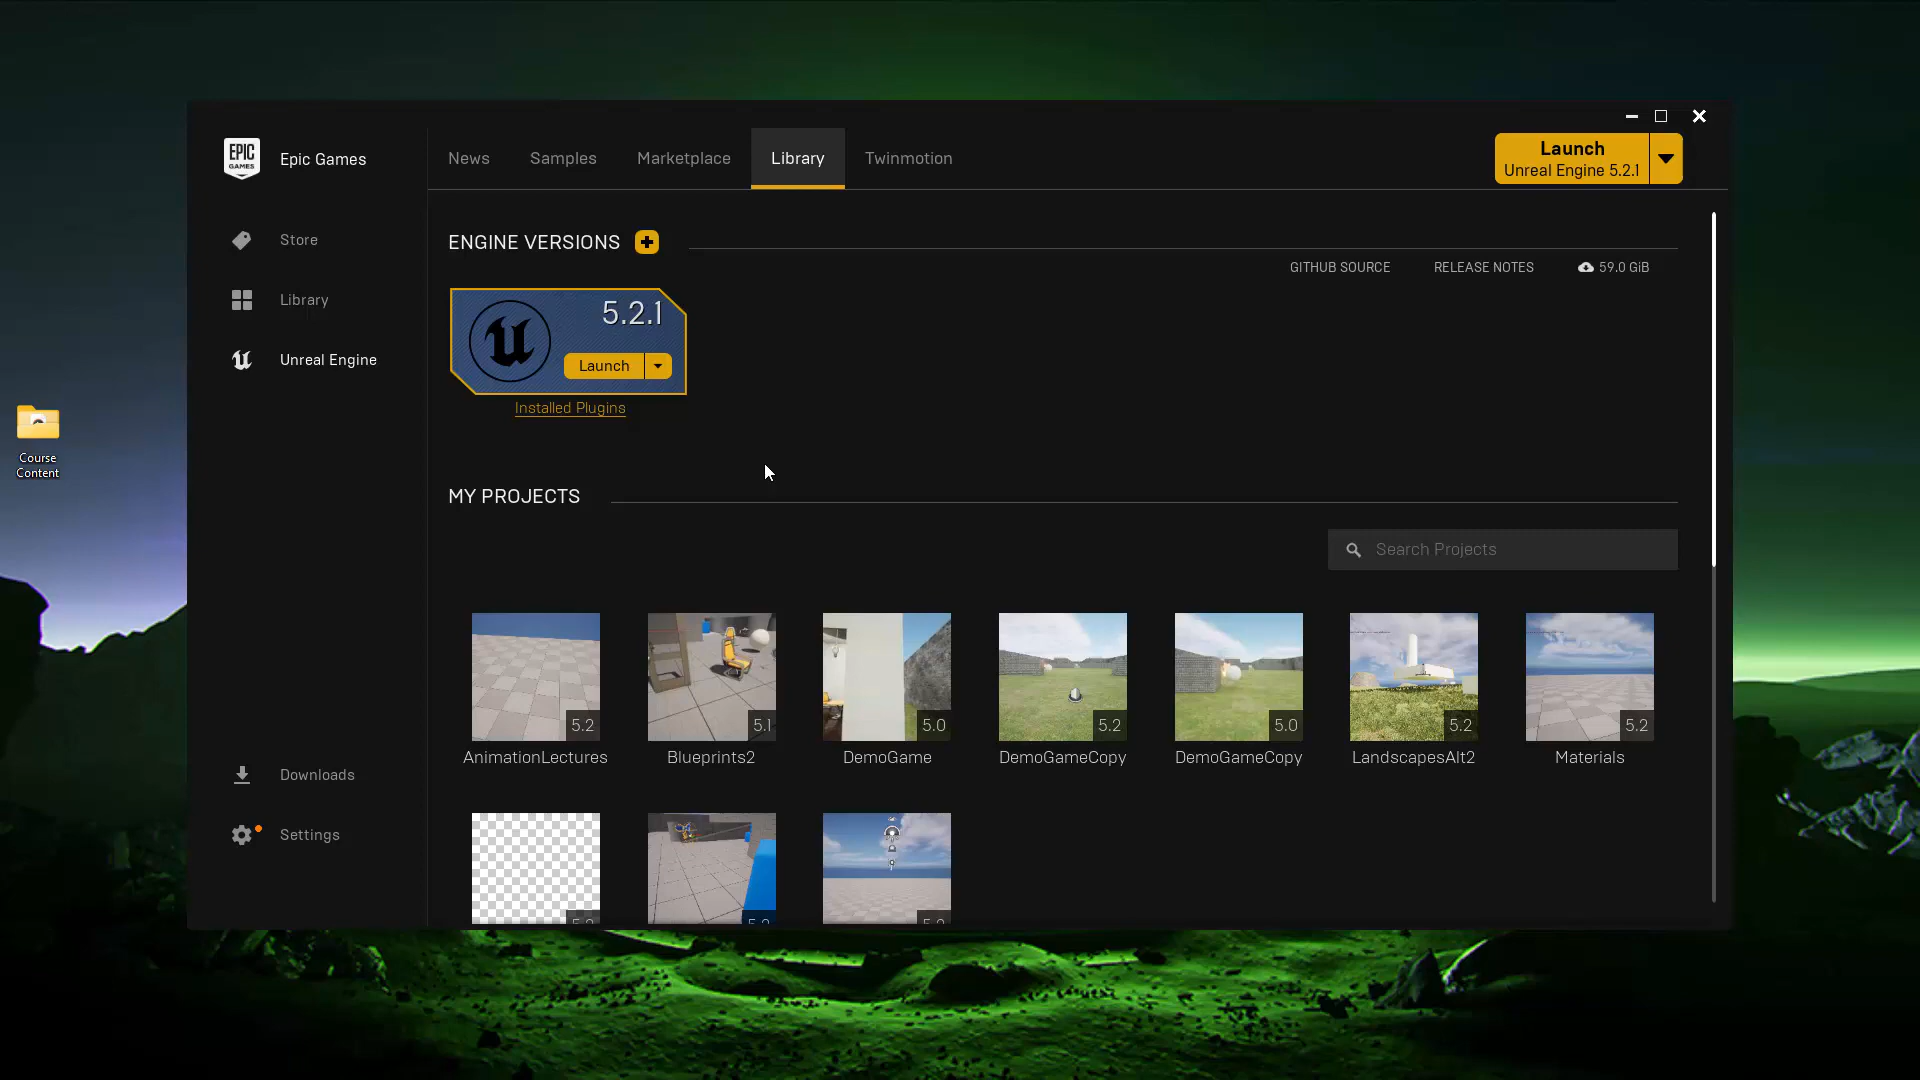 EPIC
GAMES
Epic Games
News
Samples
Marketplace
Library
Twinmotion
Launch
Unreal Engine 5.2.1
Store
Library
Unreal Engine
ENGINE VERSIONS
GITHUB SOURCE
RELEASE NOTES
59.0 GiB
5.2.1
Launch
Installed Plugins
Course
Content
MY PROJECTS
Search Projects
5.2
5.1
5.0
5.2
5.0
5.2
5.2
AnimationLectures
Blueprints2
DemoGame
DemoGameCopy
DemoGameCopy
LandscapesAlt2
Materials
Downloads
Settings